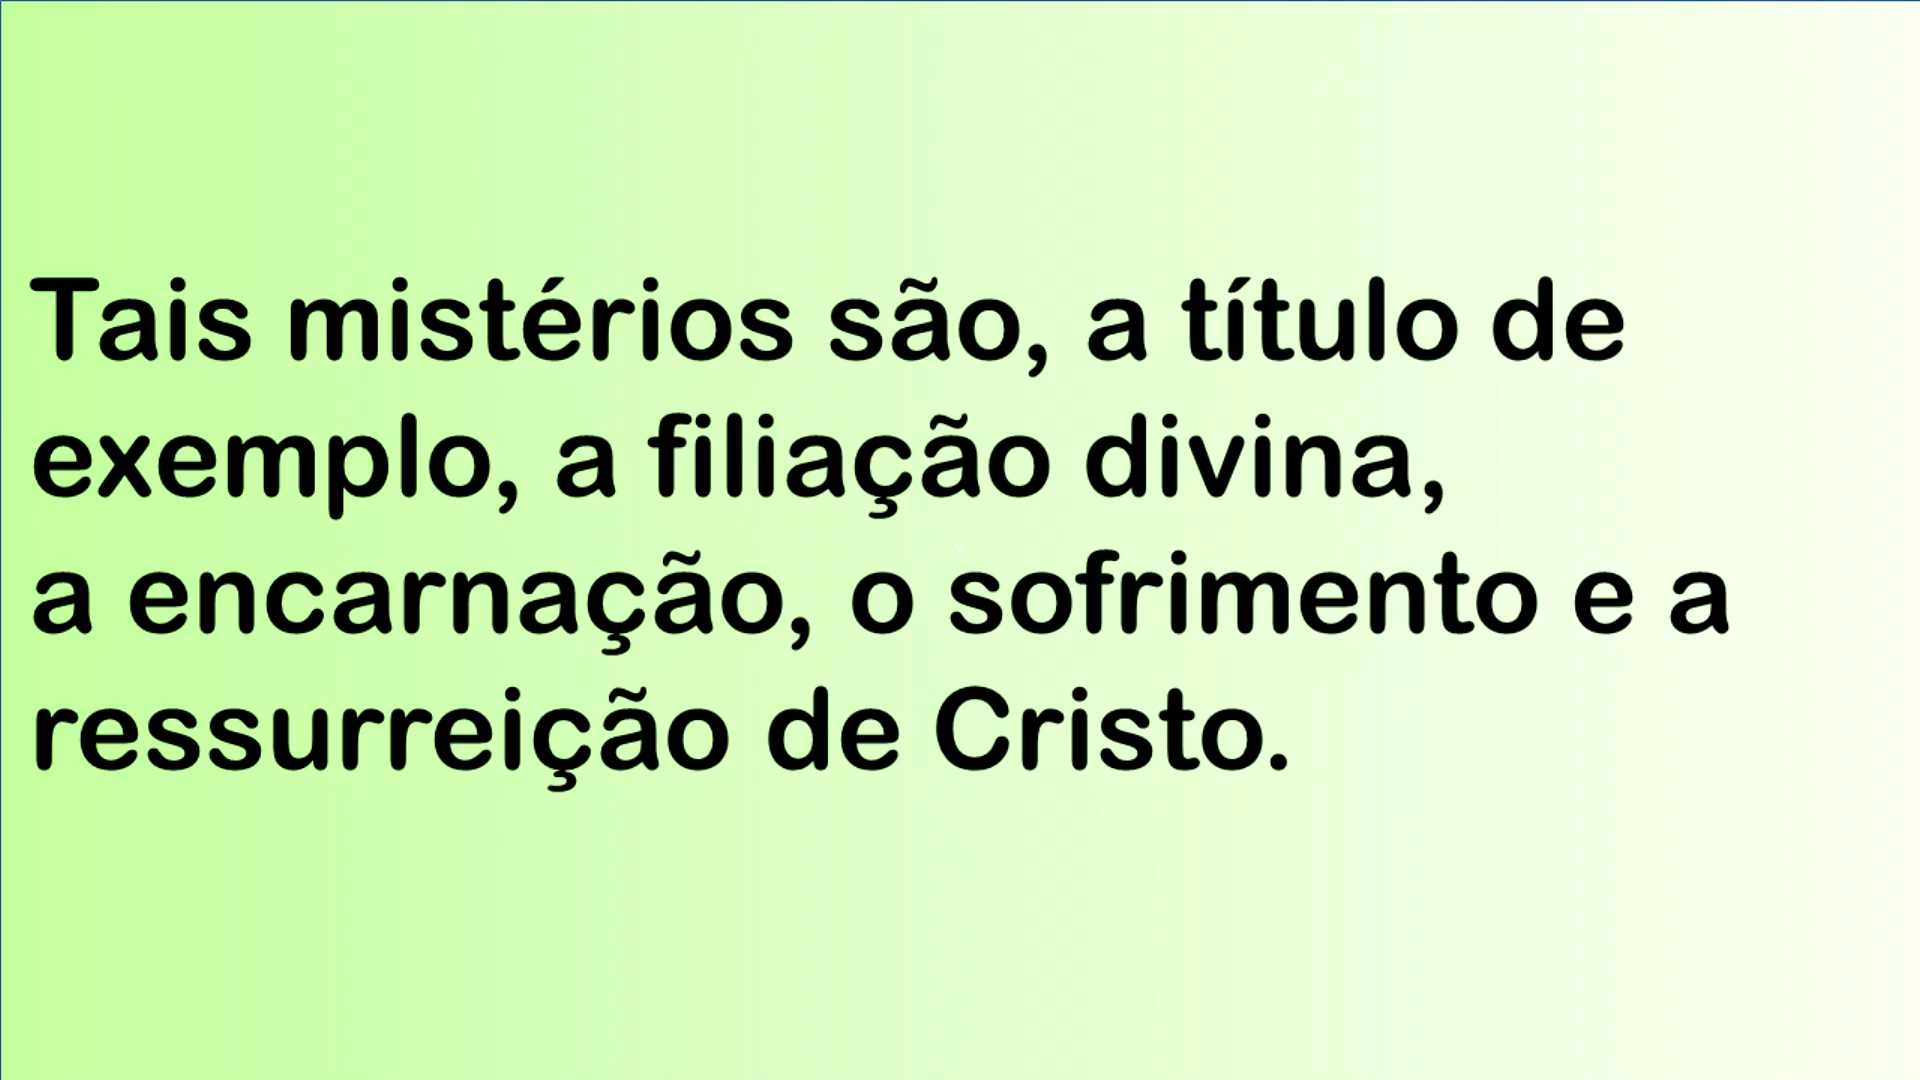 Tais mistérios são, a título de
exemplo, a filiação divina,
a encarnação, o sofrimento e a
ressurreição de Cristo.